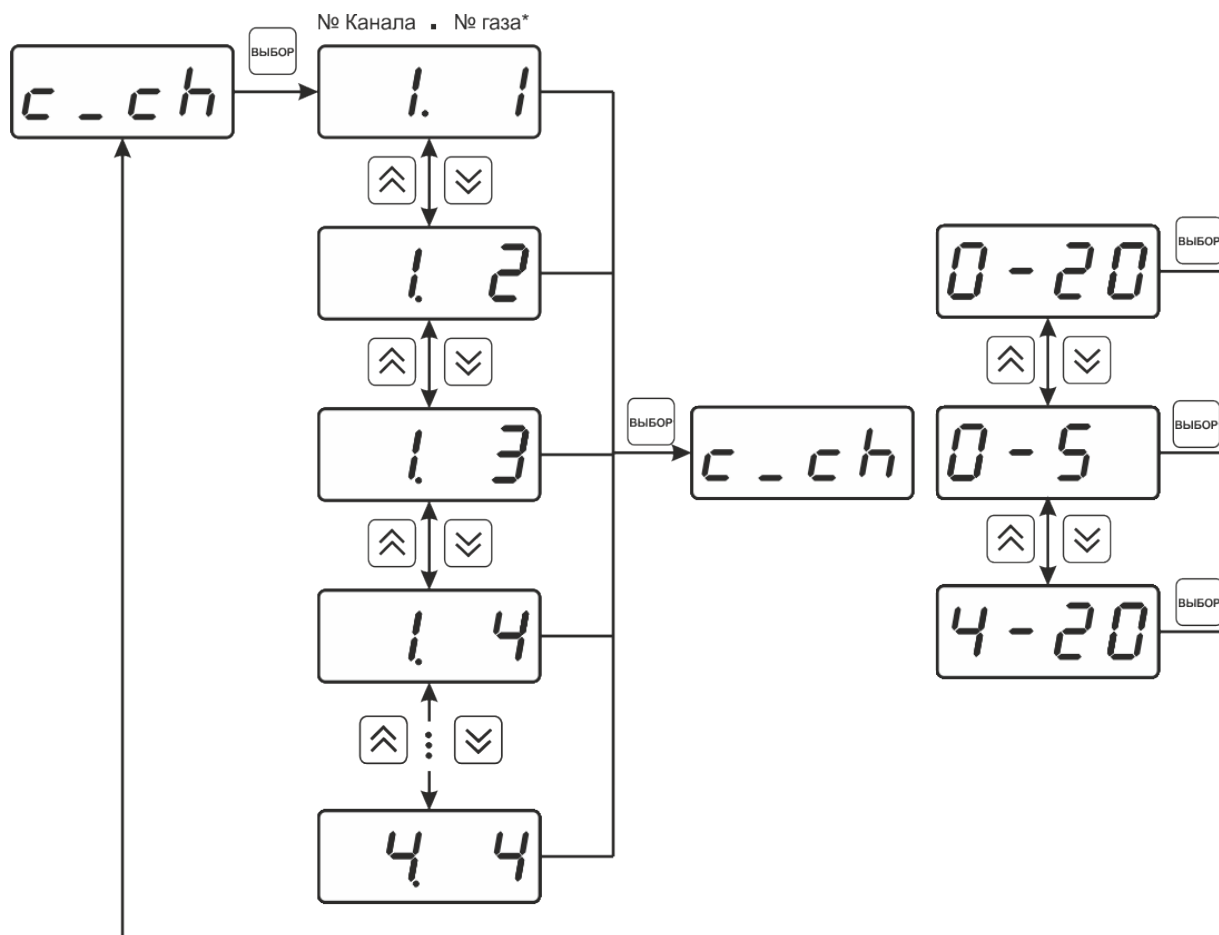 № Канала . № газа*
c_ch
ВЫБОР
1. 1
1. 2
1. 3
1. 4
4. 4
ВЫБОР
c_ch
0-20
ВЫБОР
0-5
ВЫБОР
4-20
ВЫБОР